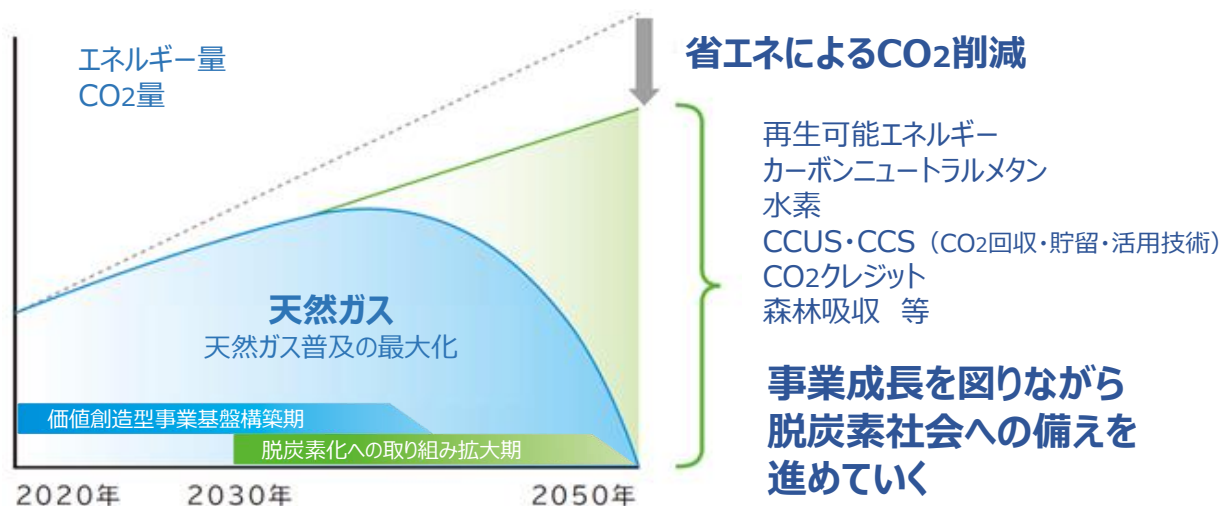 エネルギー量
CO2量
省エネによるCO2削減
再生可能エネルギー
カーボンニュートラルメタン
水素
CCUS・CCS（CO2回収・貯留・活用技術）
CO2クレジット
森林吸収　等
天然ガス
天然ガス普及の最大化
事業成長を図りながら
脱炭素社会への備えを
進めていく
価値創造型事業基盤構築期
脱炭素化への取り組み拡大期
2020年　2030年　2050年